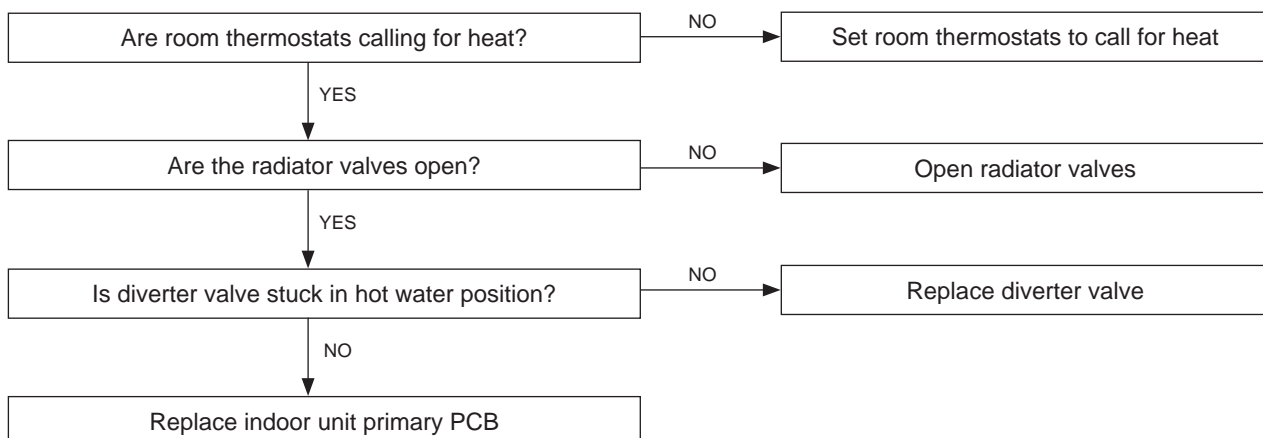 Are room thermostats calling for heat?
NO
Set room thermostats to call for heat
YES
Are the radiator valves open?
NO
Open radiator valves
YES
Is diverter valve stuck in hot water position?
NO
Replace diverter valve
NO
Replace indoor unit primary PCB